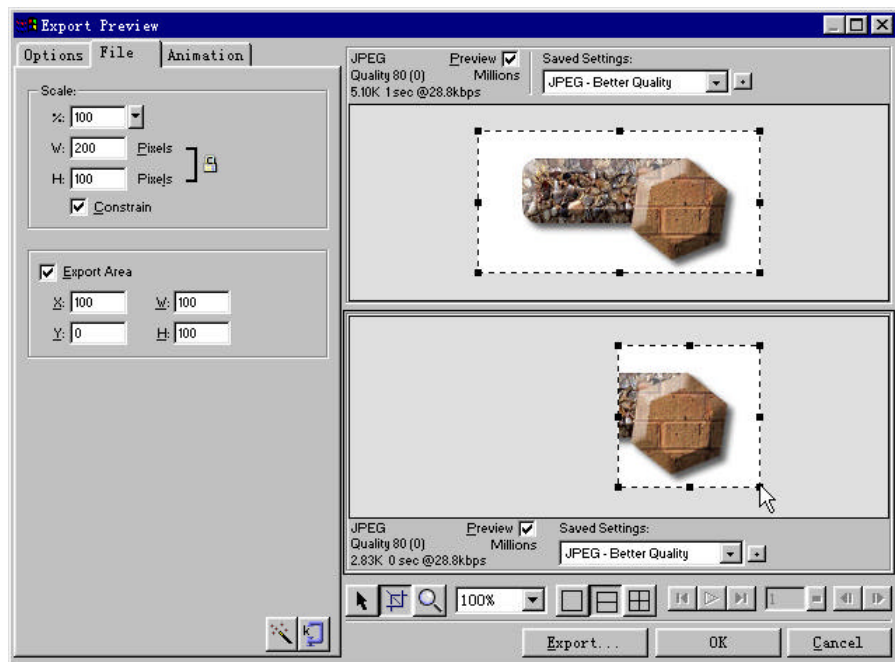 Export Preview
Options File Animation
Scale:
%: 100
W: 200 Pixels
H: 100 Pixels
Constrain
Export Area
X: 100 W: 100
Y: 0 H: 100
JPEG Preview
Quality 80 (0) Millions
5.10K 1 sec @28.8kbps
Saved Settings:
JPEG - Better Quality
JPEG Preview
Quality 80 (0) Millions
2.83K 0 sec @28.8kbps
Saved Settings:
JPEG - Better Quality
100%
1
Export... OK Cancel